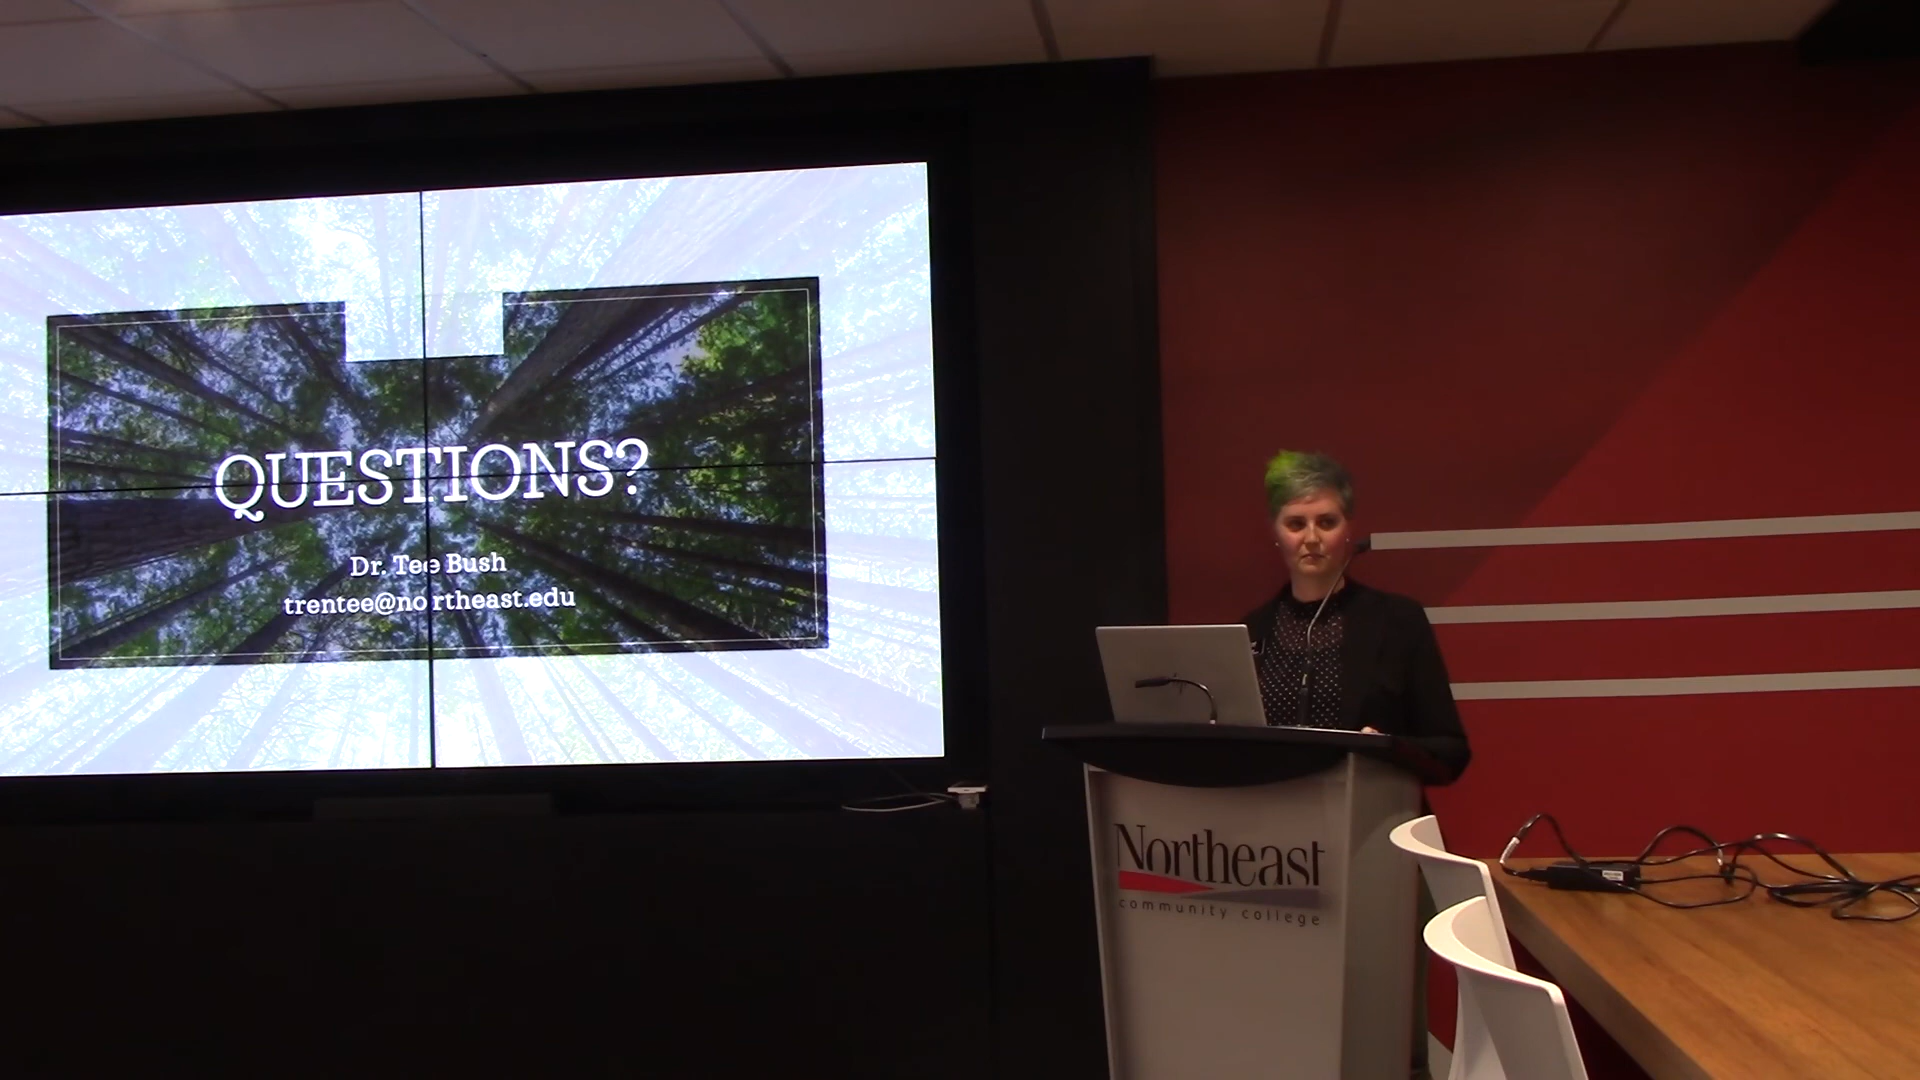 QUESTIONS?
Dr. Tee Bush
trentee@northeast.edu
Northeast
community college